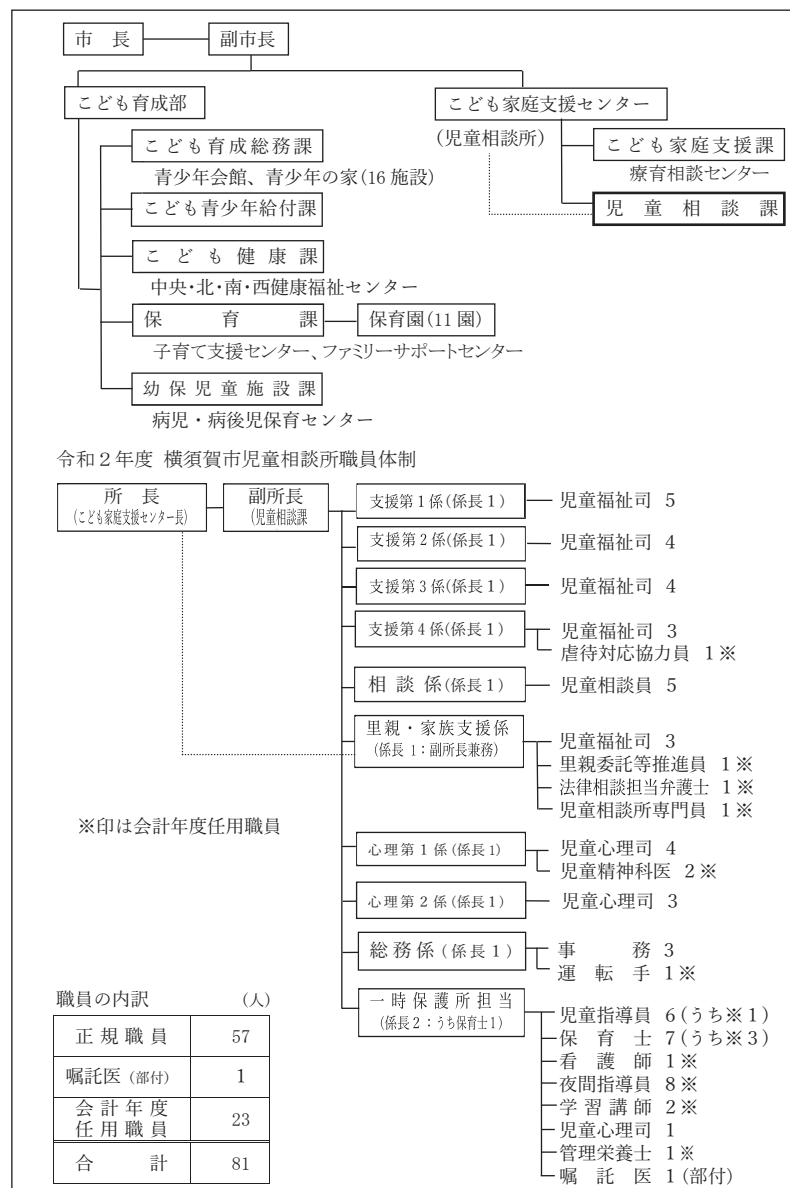 市長 副市長
こども育成部 こども家庭支援センター
(児童相談所)
こども育成総務課
青少年会館、青少年の家(16施設)
こども青少年給付課
こども健康課
中央・北・南・西健康福祉センター
保育課 保育園(11園)
子育て支援センター、ファミリーサポートセンター
幼保児童施設課
病児・病後児保育センター
こども家庭支援課
療育相談センター
児童相談課
令和2年度 横須賀市児童相談所職員体制
所長
(こども家庭支援センター長)
副所長
(児童相談課
支援第1係(係長1) 児童福祉司 5
支援第2係(係長1) 児童福祉司 4
支援第3係(係長1) 児童福祉司 4
支援第4係(係長1) 児童福祉司 3
虐待対応協力員 1※
相談係(係長1) 児童相談員 5
里親・家族支援係
(係長1:副所長兼務)
児童福祉司 3
里親委託等推進員 1※
法律相談担当弁護士 1※
児童相談所専門員 1※
※印は会計年度任用職員
心理第1係(係長1) 児童心理司 4
児童精神科医 2※
心理第2係(係長1) 児童心理司 3
総務係(係長1) 事務 3
運転手 1※
一時保護所担当
(係長2:うち保育士1)
児童指導員 6(うち※1)
保育士 7(うち※3)
看護師 1※
夜間指導員 8※
学習講師 2※
児童心理司 1
管理栄養士 1※
嘱託医 1(部付)
職員の内訳 (人)
正規職員 57
嘱託医(部付) 1
会計年度
任用職員 23
合計 81